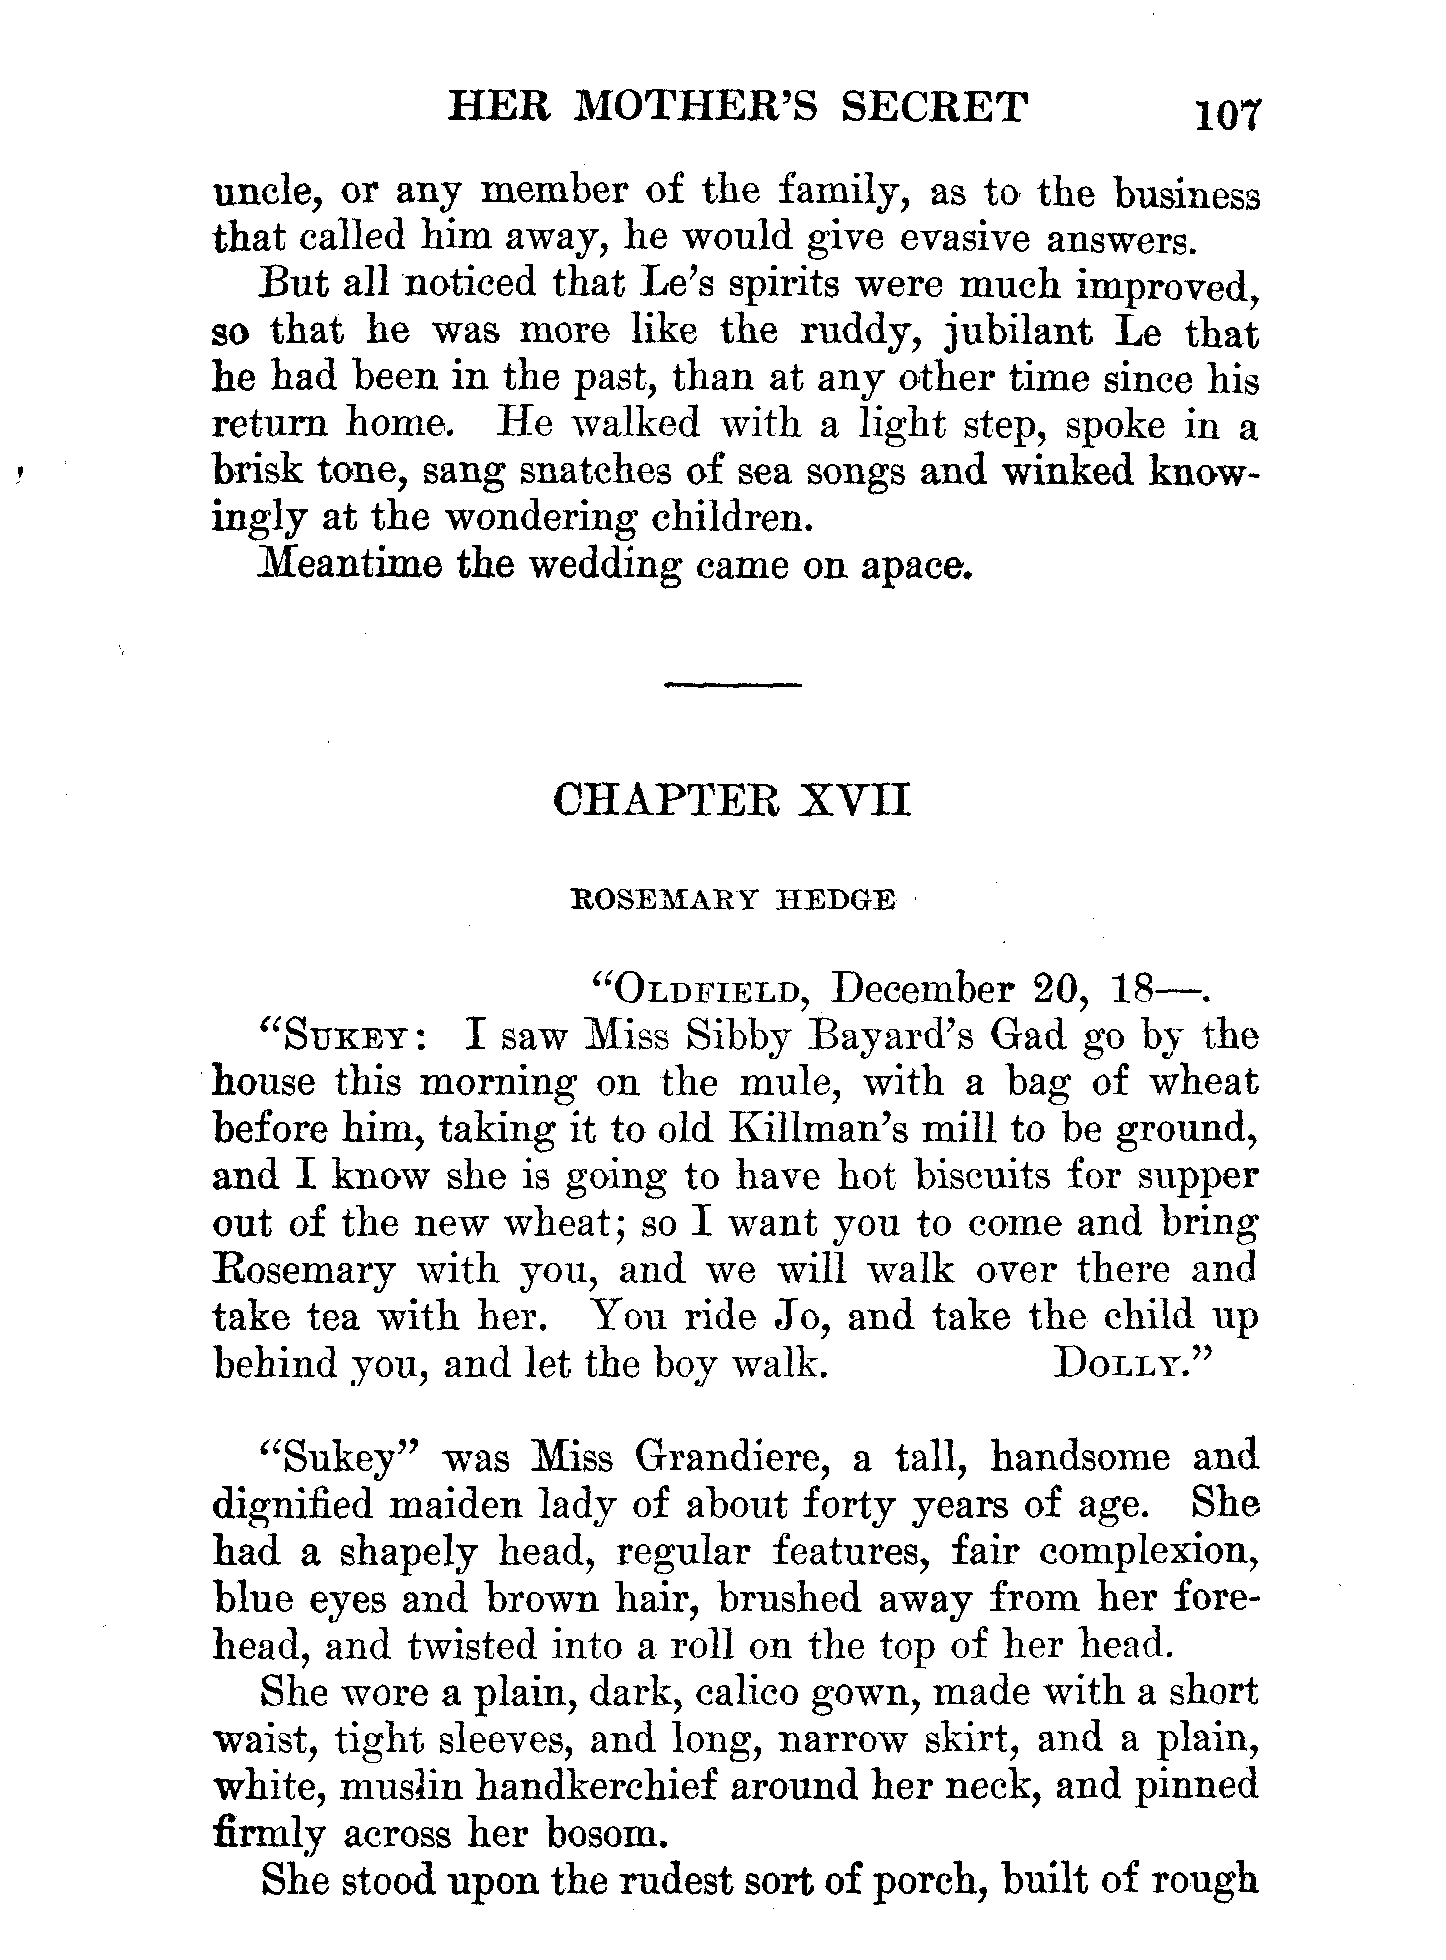 HER MOTHER'S SECRET 107
uncle, or any member of the family, as to the business
that called him away, he would give evasive answers.
But all noticed that Le's spirits were much improved,
so that he was more like the ruddy, jubilant Le that
he had been in the past, than at any other time since his
return home. He walked with a light step, spoke in a
brisk tone, sang snatches of sea songs and winked know-
ingly at the wondering children.
Meantime the wedding came on apace.
CHAPTER XVII
ROSEMARY HEDGE
"OLDFIELD, December 20, 18—.
"SUKEY: I saw Miss Sibby Bayard's Gad go by the
house this morning on the mule, with a bag of wheat
before him, taking it to old Killman's mill to be ground,
and I know she is going to have hot biscuits for supper
out of the new wheat; so I want you to come and bring
Rosemary with you, and we will walk over there and
take tea with her. You ride Jo, and take the child up
behind you, and let the boy walk. DOLLY."
"Sukey" was Miss Grandiere, a tall, handsome and
dignified maiden lady of about forty years of age. She
had a shapely head, regular features, fair complexion,
blue eyes and brown hair, brushed away from her fore-
head, and twisted into a roll on the top of her head.
She wore a plain, dark, calico gown, made with a short
waist, tight sleeves, and long, narrow skirt, and a plain,
white, muslin handkerchief around her neck, and pinned
firmly across her bosom.
She stood upon the rudest sort of porch, built of rough